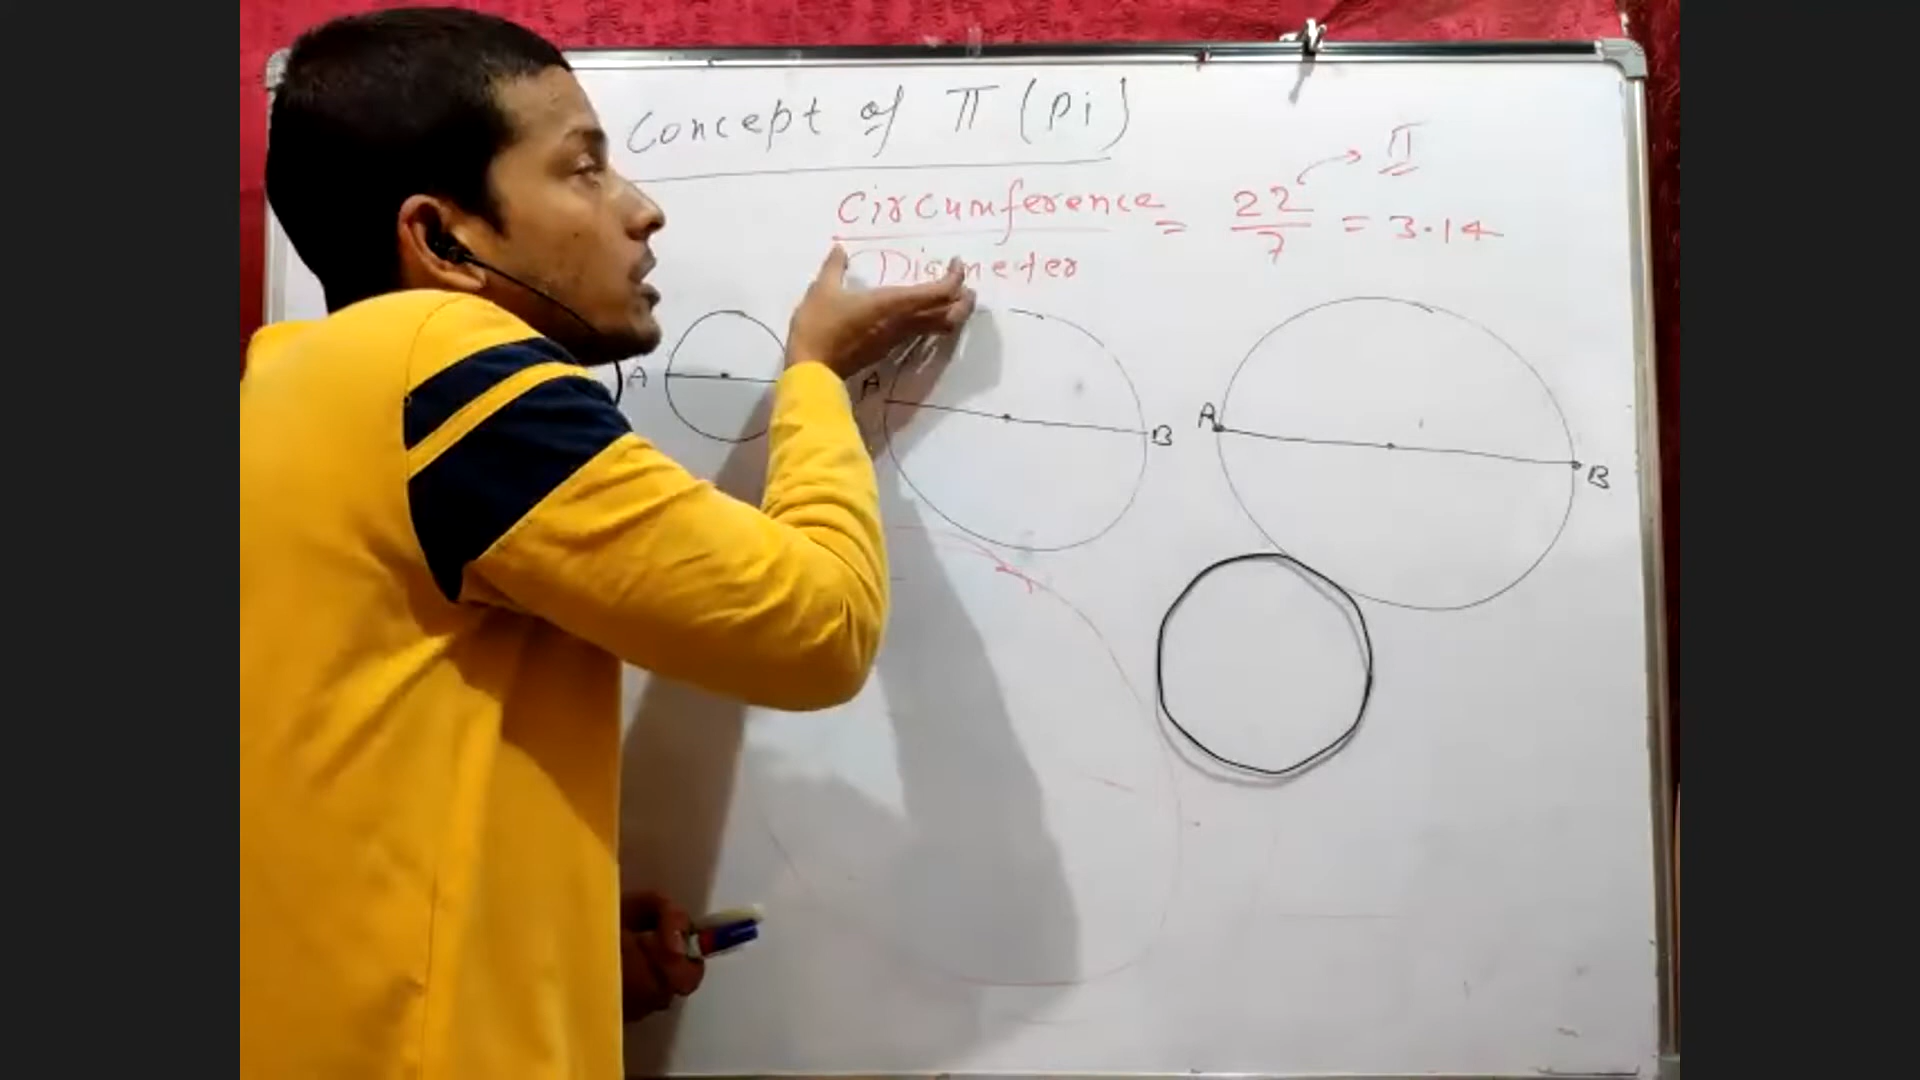 Concept of π (Pi)
π
Circumference / Diameter = 22/7 = 3.14
A
A B
A B